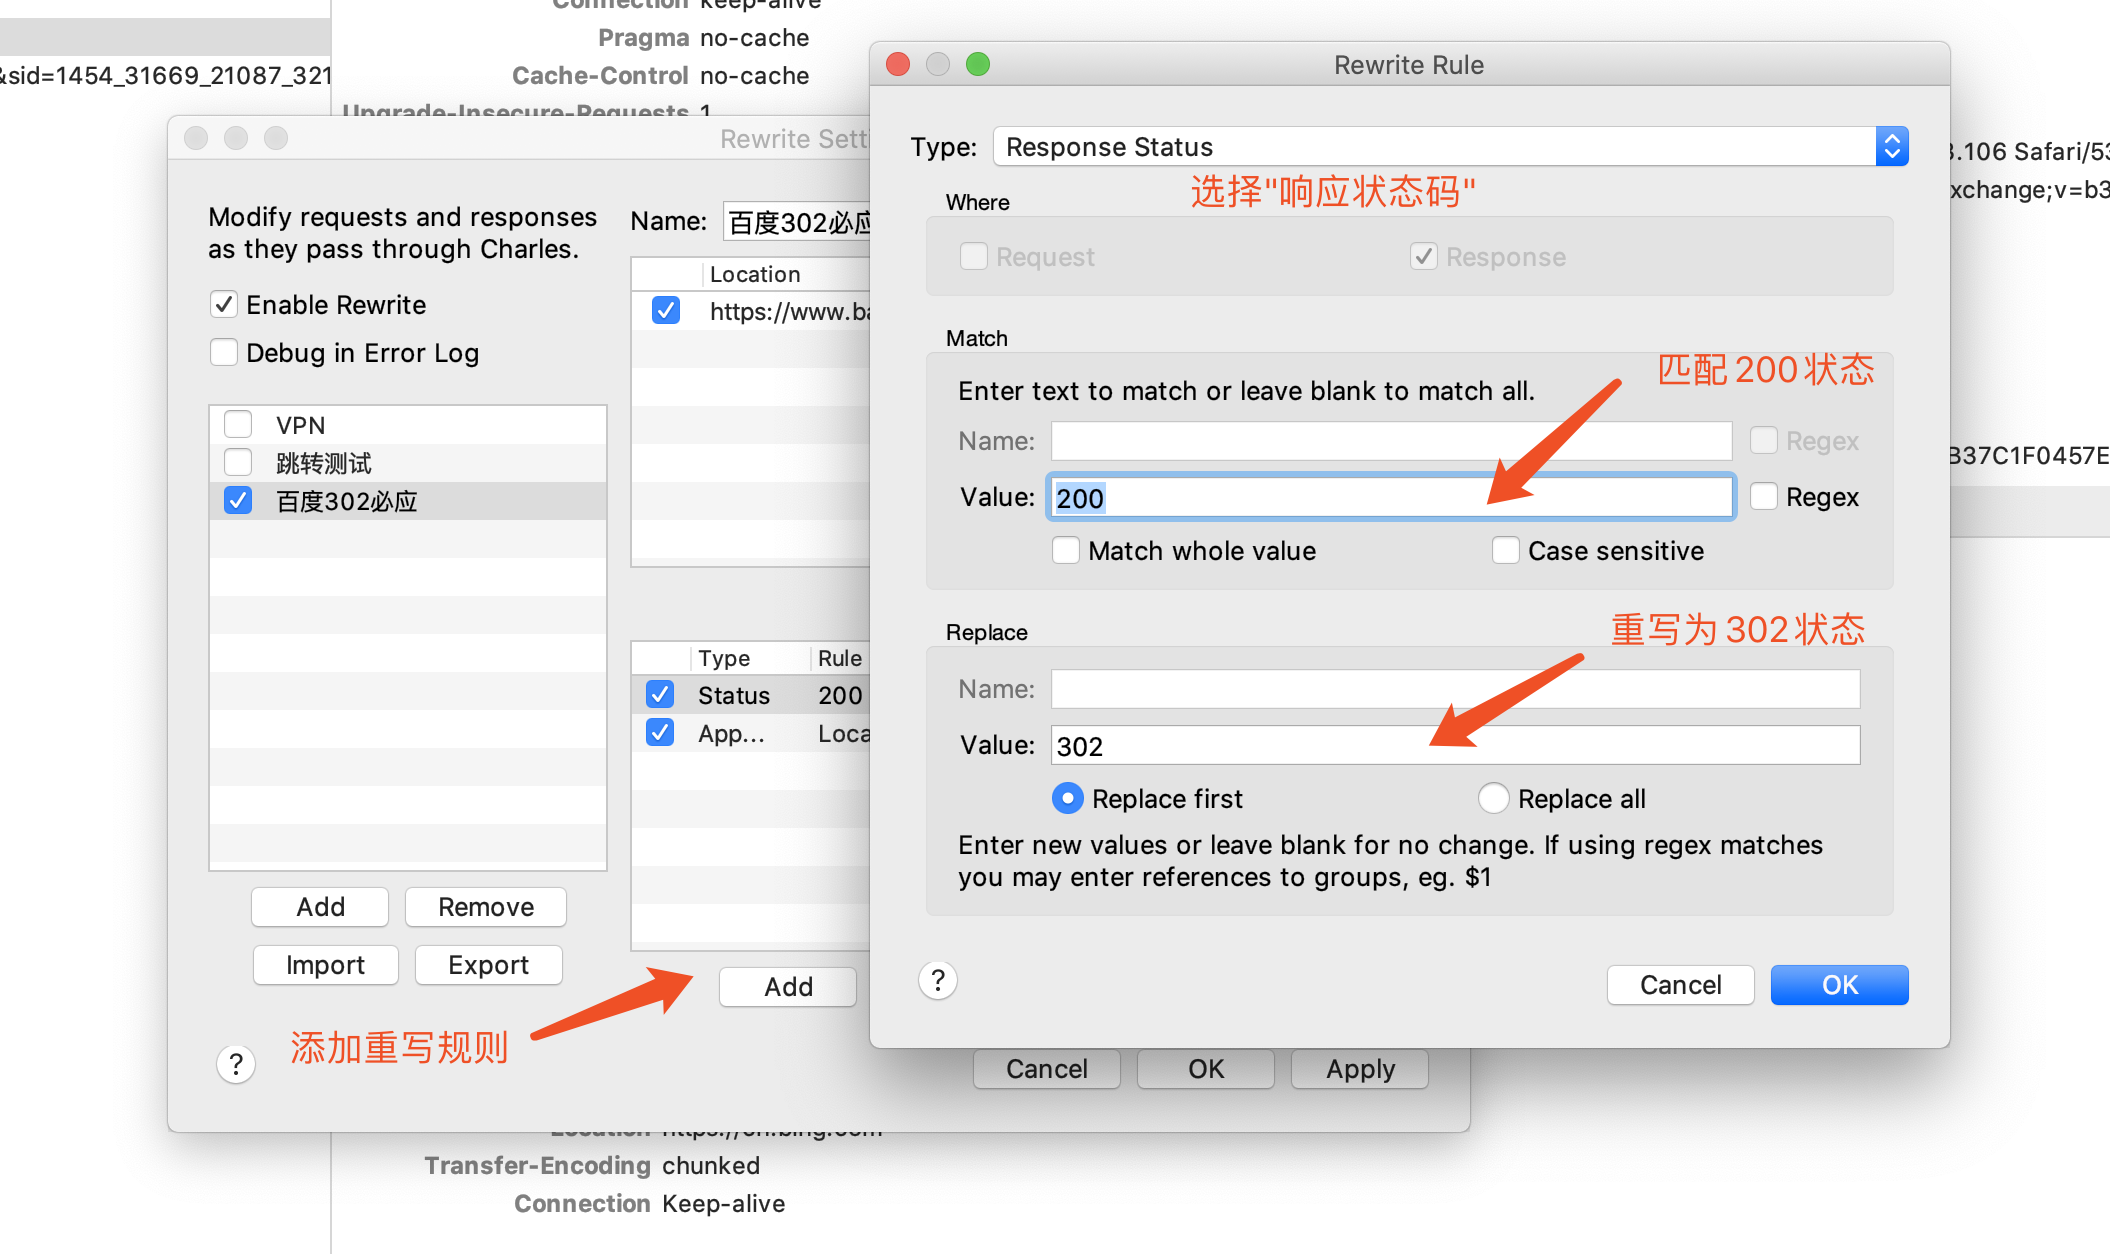 Connection keep-alive
Pragma no-cache
Cache-Control no-cache
Upgrade-Insecure-Requests 1
&sid=1454_31669_21087_321
Rewrite Setti
Modify requests and responses
as they pass through Charles.
Enable Rewrite
Debug in Error Log
VPN
跳转测试
百度302必应
Add
Remove
Import
Export
添加重写规则
?
Name: 百度302必应
Location
https://www.ba
Type Rule
Status 200
App... Loca
Add
Cancel
OK
Apply
Rewrite Rule
Type: Response Status
选择"响应状态码"
Where
Request
Response
Match
匹配200状态
Enter text to match or leave blank to match all.
Name:
Regex
Value: 200
Regex
Match whole value
Case sensitive
Replace
重写为302状态
Name:
Value: 302
Replace first
Replace all
Enter new values or leave blank for no change. If using regex matches
you may enter references to groups, eg. $1
?
Cancel
OK
.106 Safari/53
xchange;v=b3
B37C1F0457E
Location https://cn.bing.com
Transfer-Encoding chunked
Connection Keep-alive